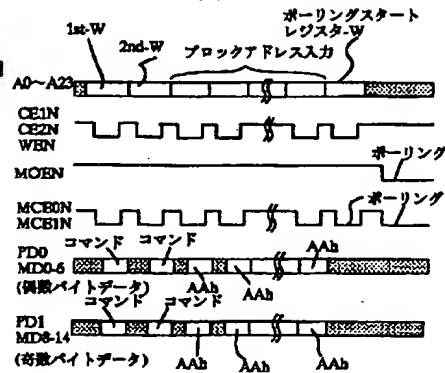 ポーリングスタート
レジスタ-W
1st-W
2nd-W
ブロックアドレス入力
A0〜A23
CE1N
CE2N
WEN
ポーリング
MOEN
ポーリング
MCE0N
MCE1N
コマンド
コマンド
AAh
PD0
MD0-6
AAh
AAh
(偶数バイトデータ)
コマンド
コマンド
PD1
MD8-14
(奇数バイトデータ)
AAh
AAh
AAh